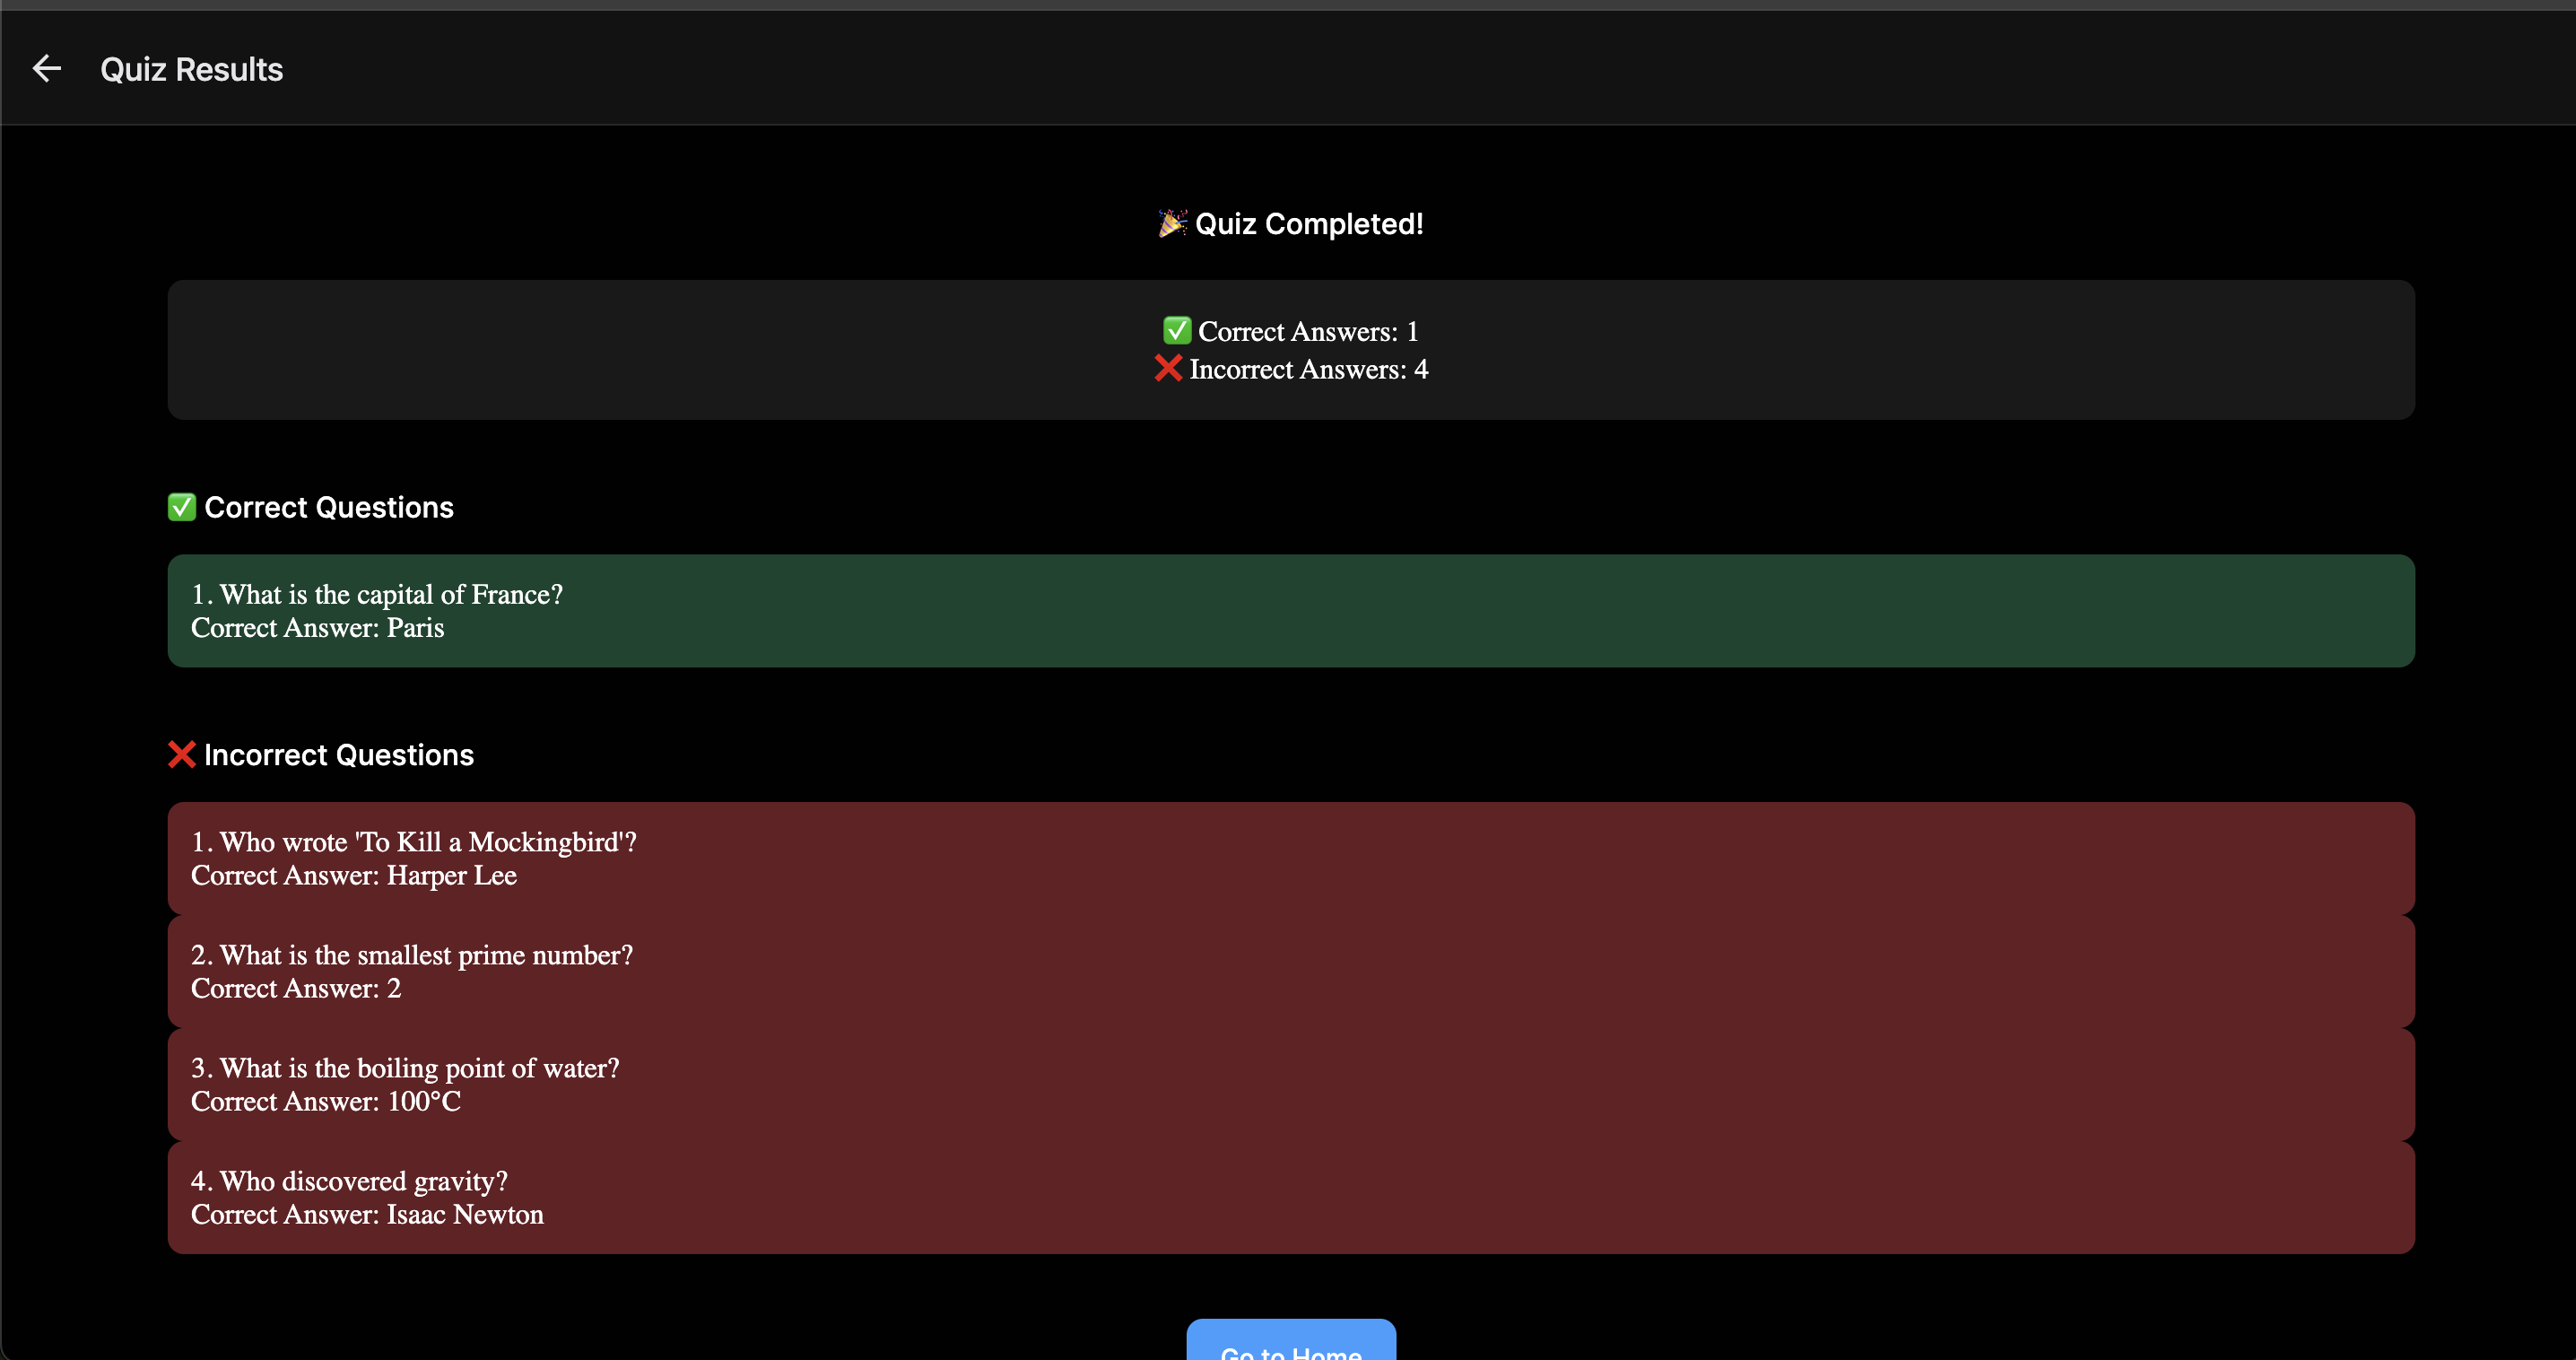 Quiz Results
🎉 Quiz Completed!
✅ Correct Answers: 1
❌ Incorrect Answers: 4
✅ Correct Questions
1. What is the capital of France?
Correct Answer: Paris
❌ Incorrect Questions
1. Who wrote 'To Kill a Mockingbird'?
Correct Answer: Harper Lee
2. What is the smallest prime number?
Correct Answer: 2
3. What is the boiling point of water?
Correct Answer: 100°C
4. Who discovered gravity?
Correct Answer: Isaac Newton
Go to Home